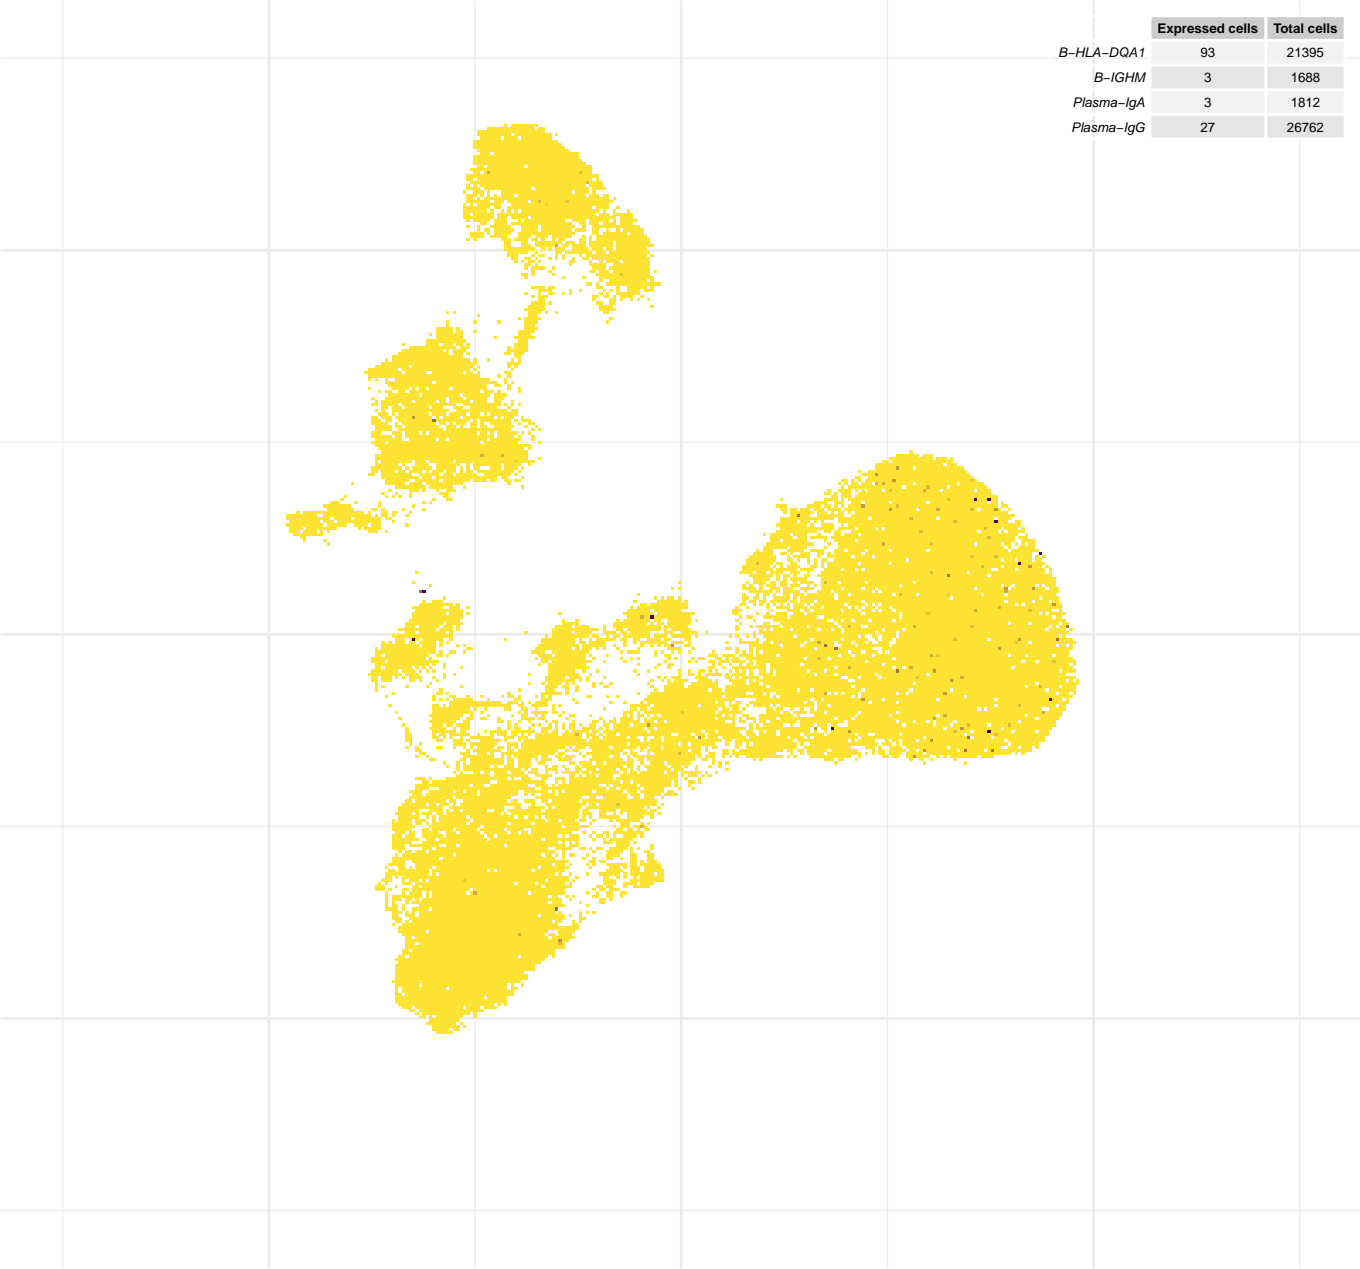 Expressed cells Total cells
B−HLA−DQA1 93 21395
B−IGHM 3 1688
Plasma−IgA 3 1812
Plasma−IgG 27 26762